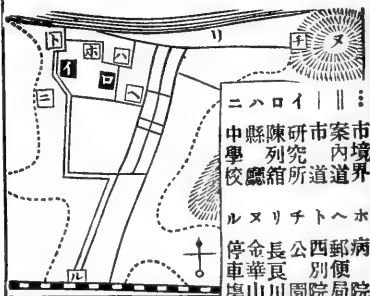 リ
ヌ
チ
ト
ホ
ハ
イ
ロ
ヘ
ニ
ル
市境界
案内道
市道
イ 研究所
ロ 陳列館
ハ 縣廳
ニ 中學校
ホ 病院
ヘ 郵便局
ト 西別院
チ 公園
リ 長良川
ヌ 金華山
ル 停車塲